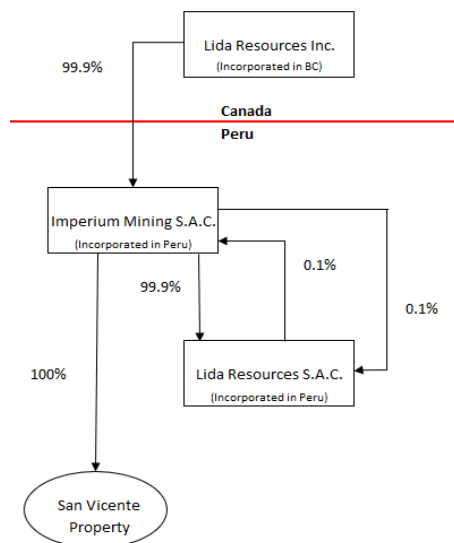 Lida Resources Inc.
(Incorporated in BC)
99.9%
Canada
Peru
Imperium Mining S.A.C.
(Incorporated in Peru)
99.9%
0.1%
0.1%
100%
Lida Resources S.A.C.
(Incorporated in Peru)
San Vicente
Property